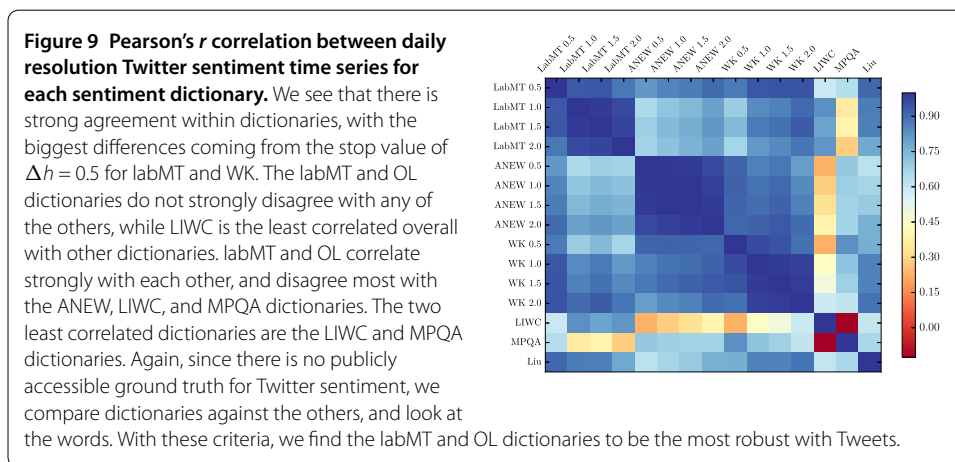 Figure 9 Pearson's r correlation between daily
resolution Twitter sentiment time series for
each sentiment dictionary. We see that there is
strong agreement within dictionaries, with the
biggest differences coming from the stop value of
Δh = 0.5 for labMT and WK. The labMT and OL
dictionaries do not strongly disagree with any of
the others, while LIWC is the least correlated overall
with other dictionaries. labMT and OL correlate
strongly with each other, and disagree most with
the ANEW, LIWC, and MPQA dictionaries. The two
least correlated dictionaries are the LIWC and MPQA
dictionaries. Again, since there is no publicly
accessible ground truth for Twitter sentiment, we
compare dictionaries against the others, and look at
the words. With these criteria, we find the labMT and OL dictionaries to be the most robust with Tweets.
LabMT 0.5
LabMT 1.0
LabMT 1.5
LabMT 2.0
ANEW 0.5
ANEW 1.0
ANEW 1.5
ANEW 2.0
WK 0.5
WK 1.0
WK 1.5
WK 2.0
LIWC
MPQA
Liu
LabMT 0.5
LabMT 1.0
LabMT 1.5
LabMT 2.0
ANEW 0.5
ANEW 1.0
ANEW 1.5
ANEW 2.0
WK 0.5
WK 1.0
WK 1.5
WK 2.0
LIWC
MPQA
Liu
0.90
0.75
0.60
0.45
0.30
0.15
0.00